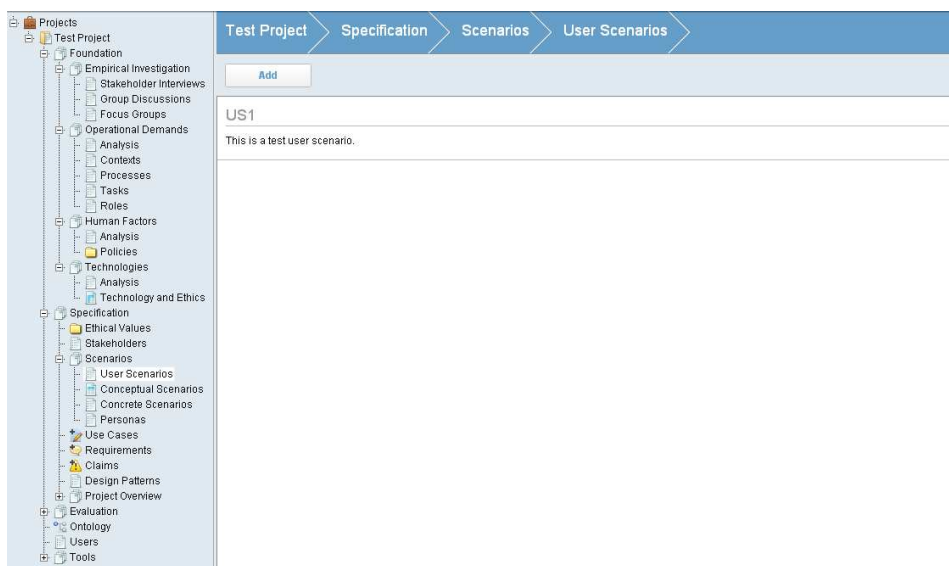 Projects
Test Project
Foundation
Empirical Investigation
Stakeholder Interviews
Group Discussions
Focus Groups
Operational Demands
Analysis
Contexts
Processes
Tasks
Roles
Human Factors
Analysis
Policies
Technologies
Analysis
Technology and Ethics
Specification
Ethical Values
Stakeholders
Scenarios
User Scenarios
Conceptual Scenarios
Concrete Scenarios
Personas
Use Cases
Requirements
Claims
Design Patterns
Project Overview
Evaluation
Ontology
Users
Tools
Test Project Specification Scenarios User Scenarios
Add
US1
This is a test user scenario.